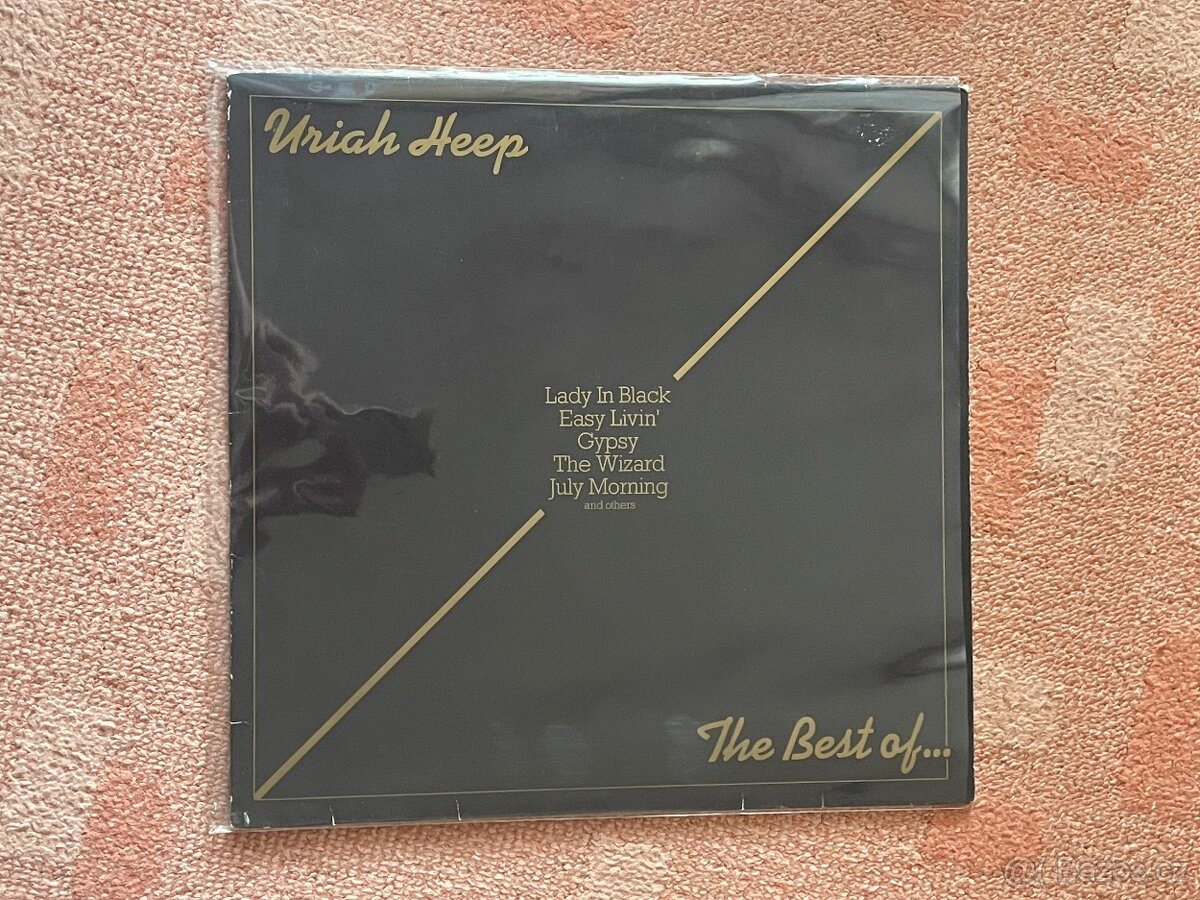 Uriah Heep
Lady In Black
Easy Livin'
Gypsy
The Wizard
July Morning
and others
The Best of...